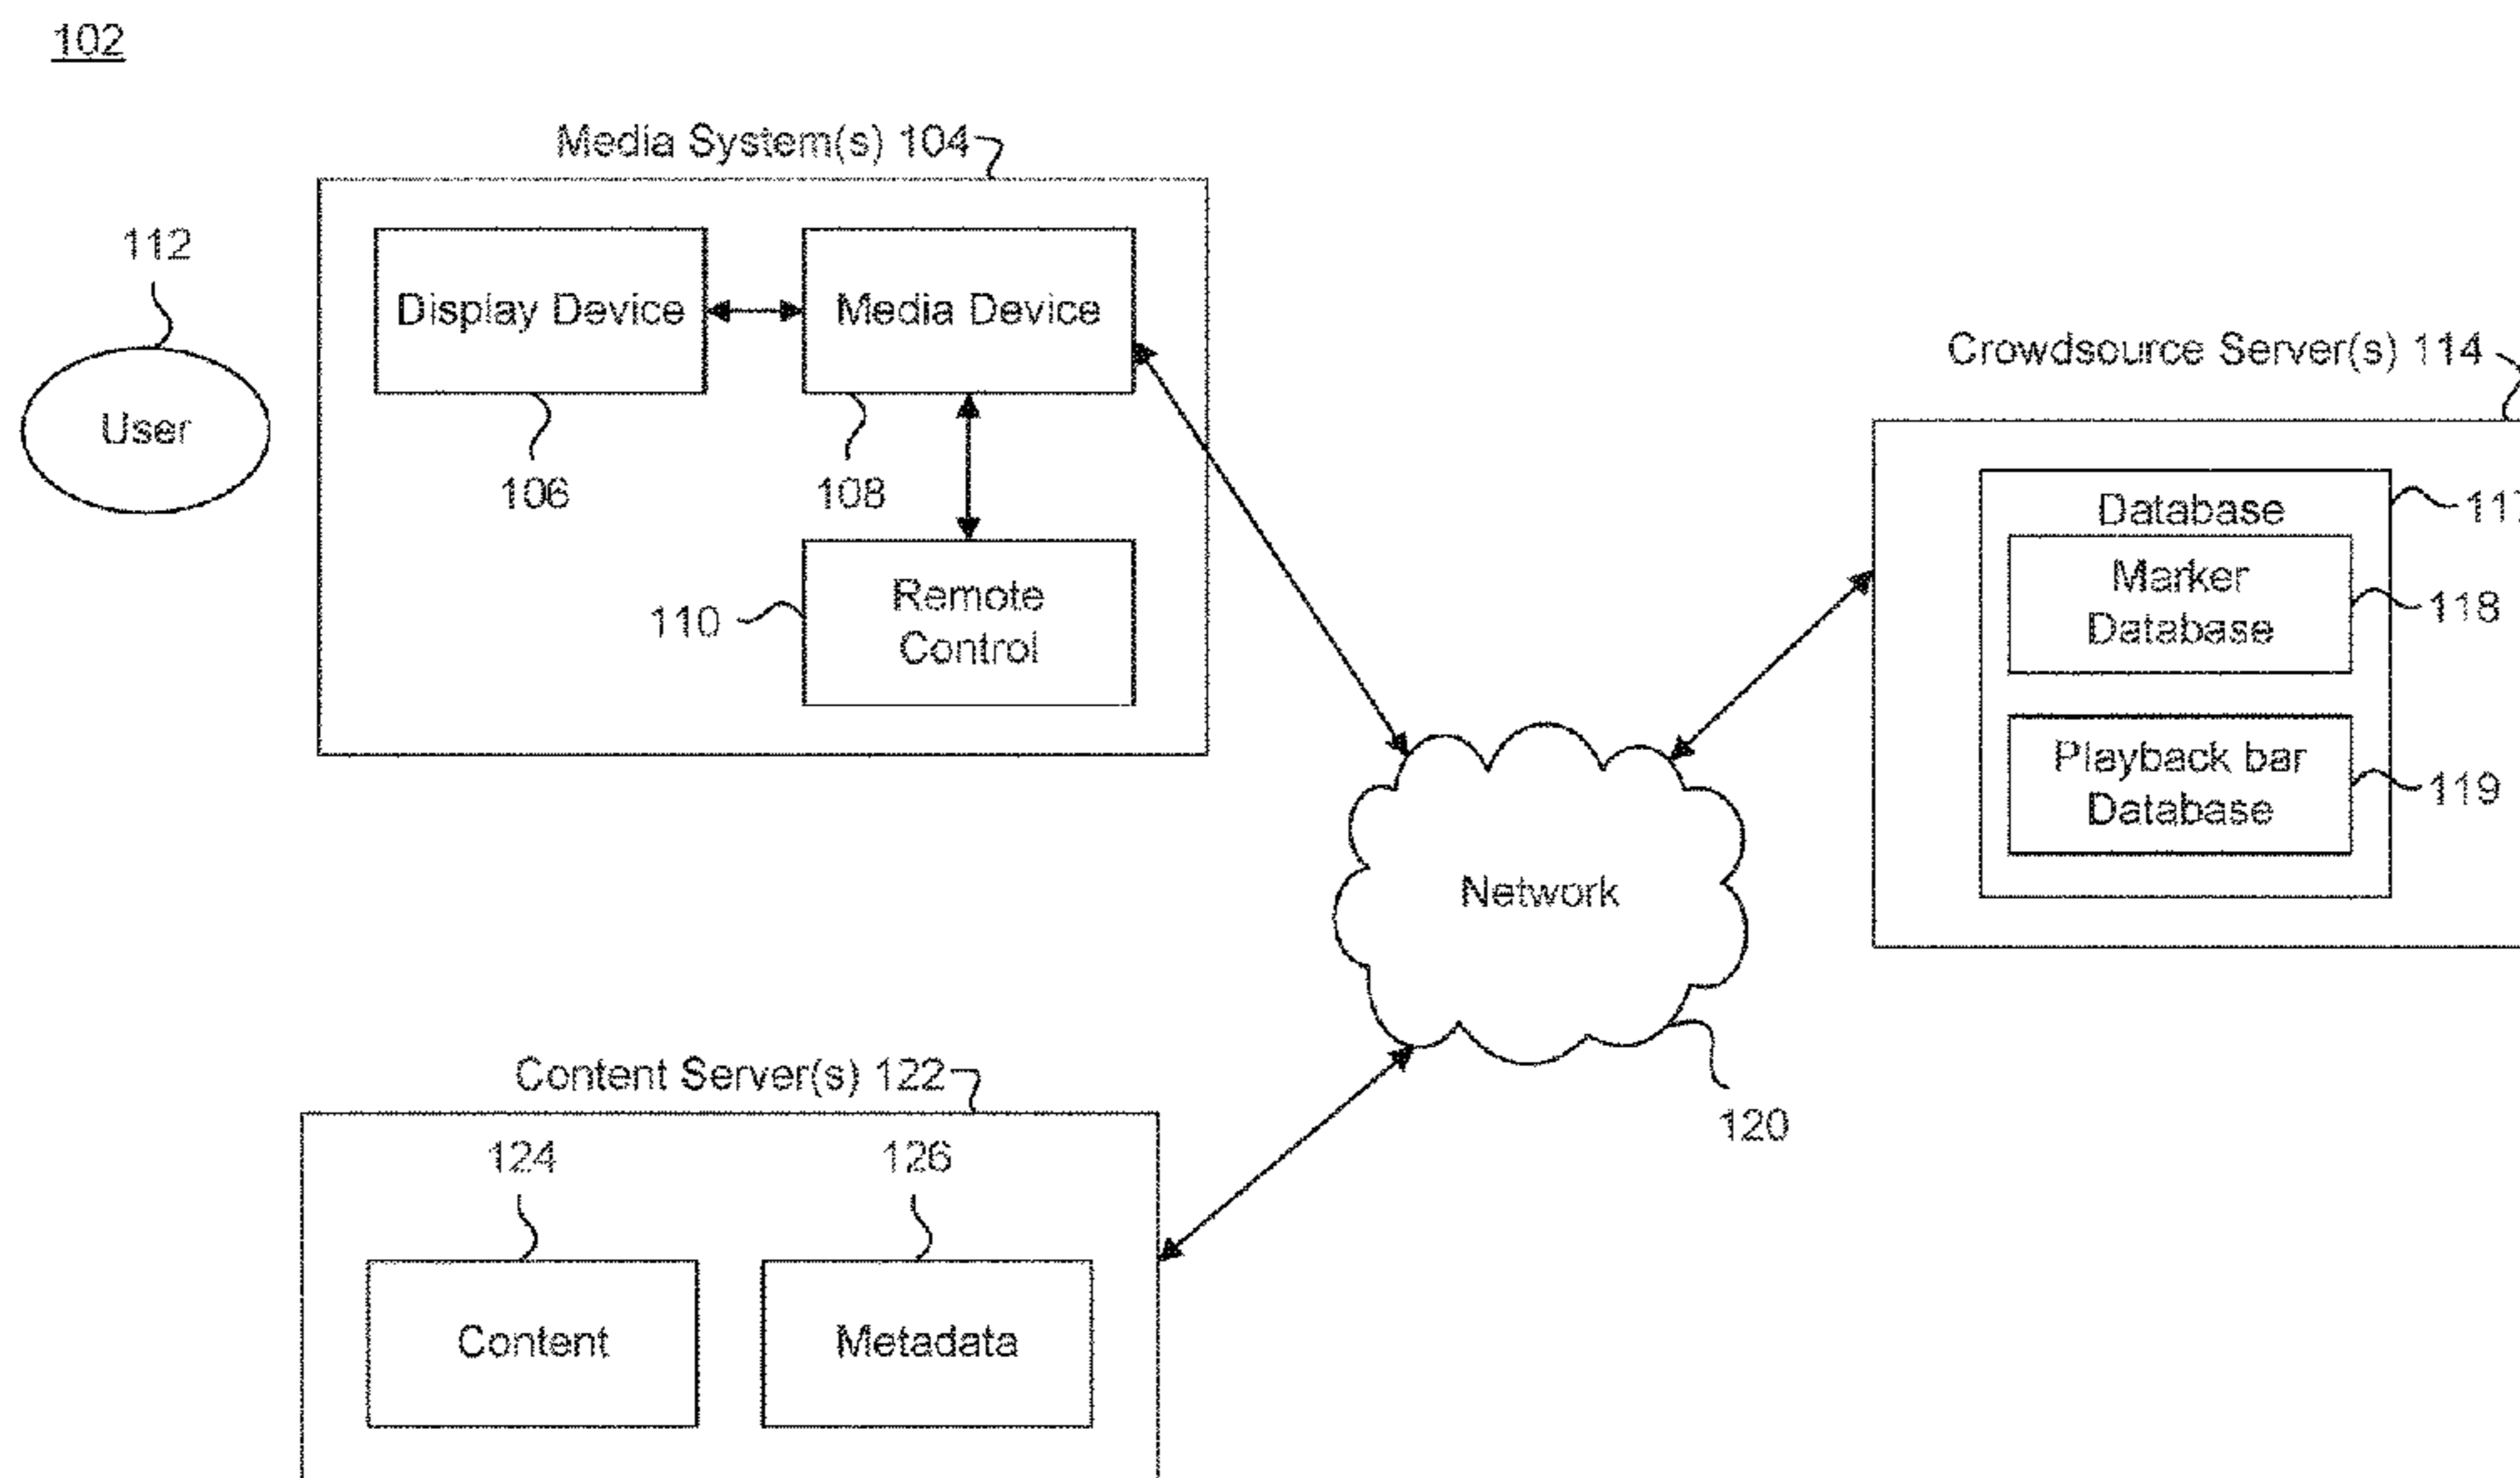 102
Media System(s) 104
112
Display Device
Media Device
User
106
108
110
Remote
Control
Crowdsource Server(s) 114
Database
Marker
Database
118
Playback bar
Database
119
Network
120
Content Server(s) 122
124
126
Content
Metadata